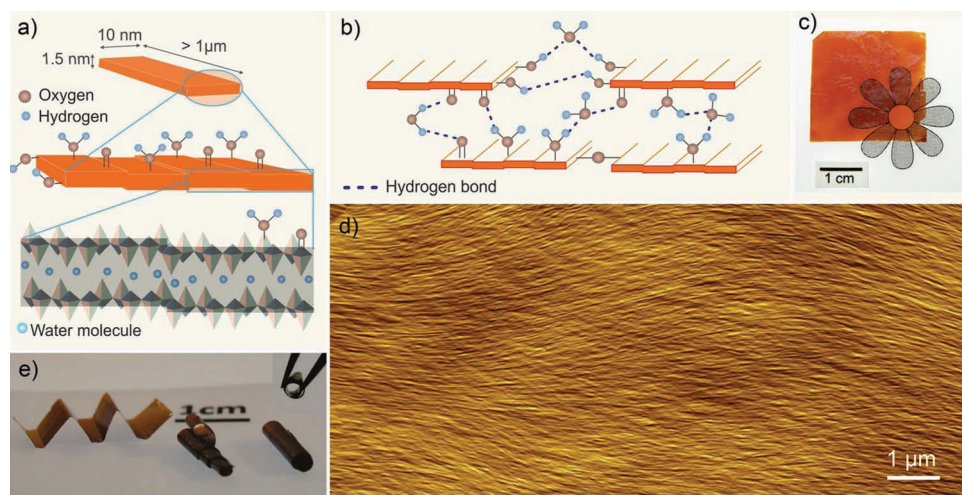 a)
10 nm
> 1µm
1.5 nm
Oxygen
Hydrogen
Water molecule
b)
Hydrogen bond
c)
1 cm
d)
1 µm
e)
1cm